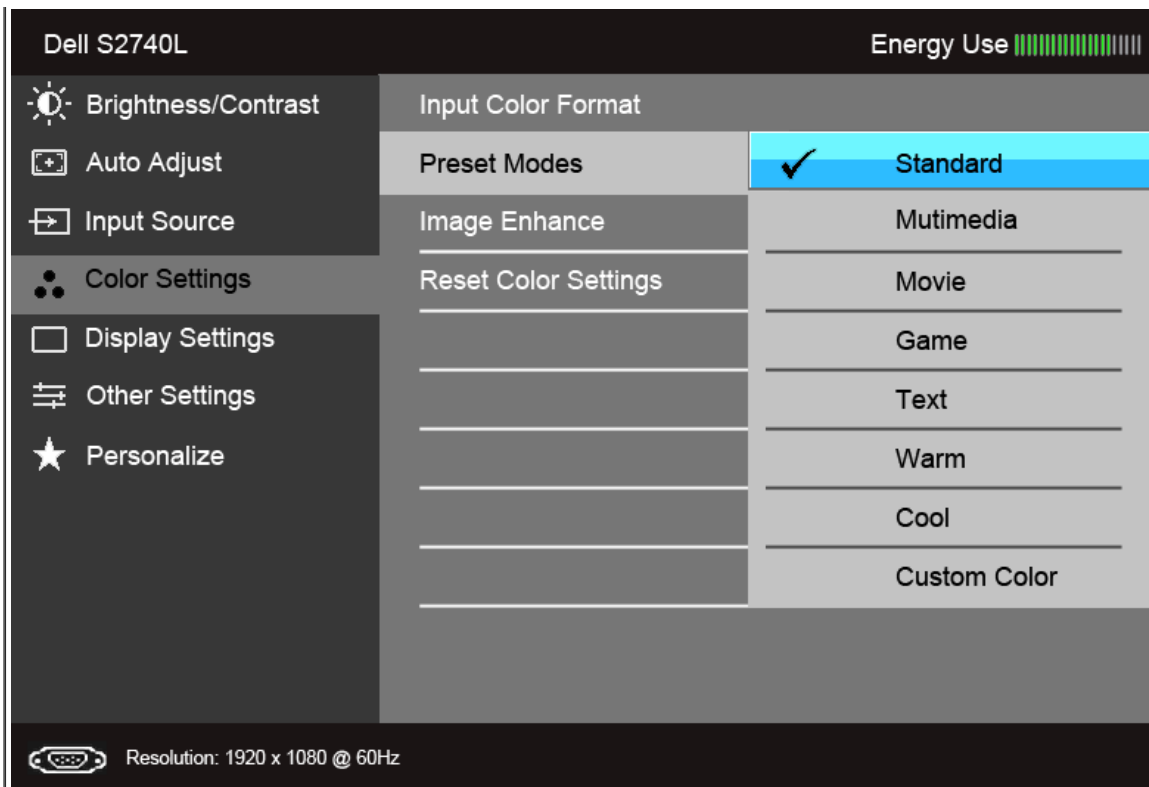 Dell S2740L
Energy Use
Brightness/Contrast
Auto Adjust
Input Source
Color Settings
Display Settings
Other Settings
Personalize
Input Color Format
Preset Modes
Image Enhance
Reset Color Settings
Standard
Mutimedia
Movie
Game
Text
Warm
Cool
Custom Color
Resolution: 1920 x 1080 @ 60Hz